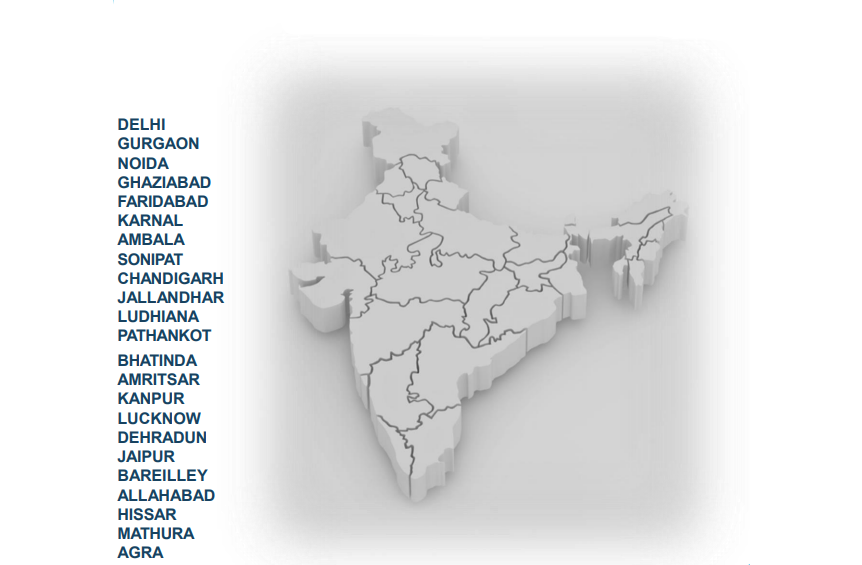 DELHI
GURGAON
NOIDA
GHAZIABAD
FARIDABAD
KARNAL
AMBALA
SONIPAT
CHANDIGARH
JALLANDHAR
LUDHIANA
PATHANKOT
BHATINDA
AMRITSAR
KANPUR
LUCKNOW
DEHRADUN
JAIPUR
BAREILLEY
ALLAHABAD
HISSAR
MATHURA
AGRA